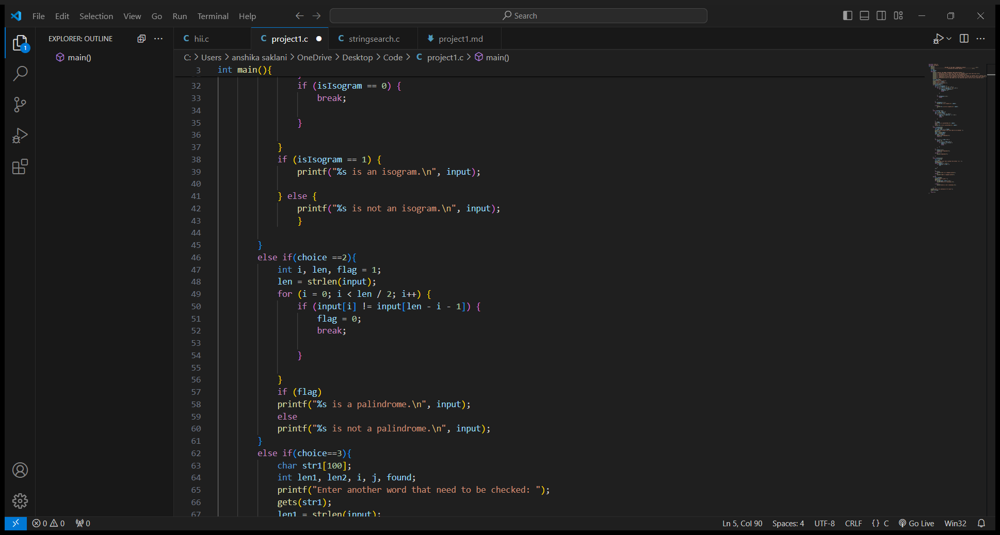 File Edit Selection View Go Run Terminal Help Search
EXPLORER: OUTLINE
main()
1
C hii.c
C project1.c
C stringsearch.c
project1.md
C: > Users > anshika saklani > OneDrive > Desktop > Code > C project1.c > main()
3 int main(){
32 if (isIsogram == 0) {
33 break;
34
35 }
36
37 }
38 if (isIsogram == 1) {
39 printf("%s is an isogram.\n", input);
40
41 } else {
42 printf("%s is not an isogram.\n", input);
43 }
44
45 }
46 else if(choice ==2){
47 int i, len, flag = 1;
48 len = strlen(input);
49 for (i = 0; i < len / 2; i++) {
50 if (input[i] != input[len - i - 1]) {
51 flag = 0;
52 break;
53
54 }
55
56 }
57 if (flag)
58 printf("%s is a palindrome.\n", input);
59 else
60 printf("%s is not a palindrome.\n", input);
61 }
62 else if(choice==3){
63 char str1[100];
64 int len1, len2, i, j, found;
65 printf("Enter another word that need to be checked: ");
66 gets(str1);
67 len1 = strlen(input);
0 0 0 Ln 5, Col 90 Spaces: 4 UTF-8 CRLF {} C Go Live Win32